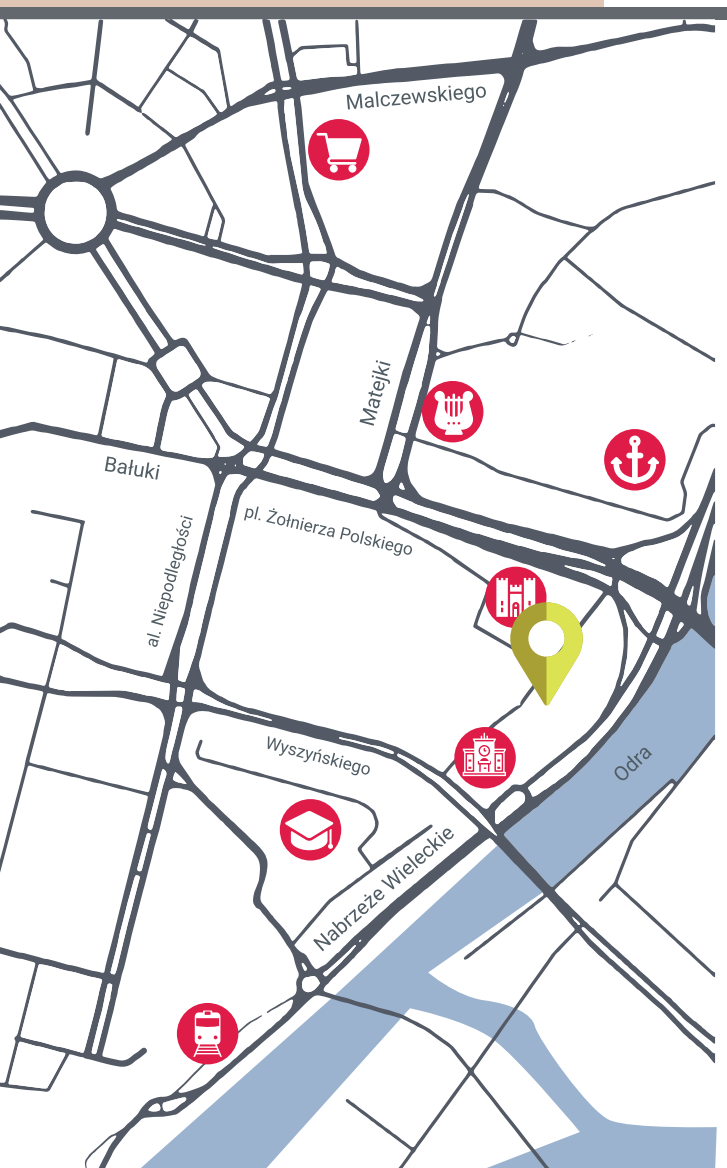 Malczewskiego
Matejki
Bałuki
pl. Żołnierza Polskiego
al. Niepodległości
Wyszyńskiego
Odra
Nabrzeże Wieleckie